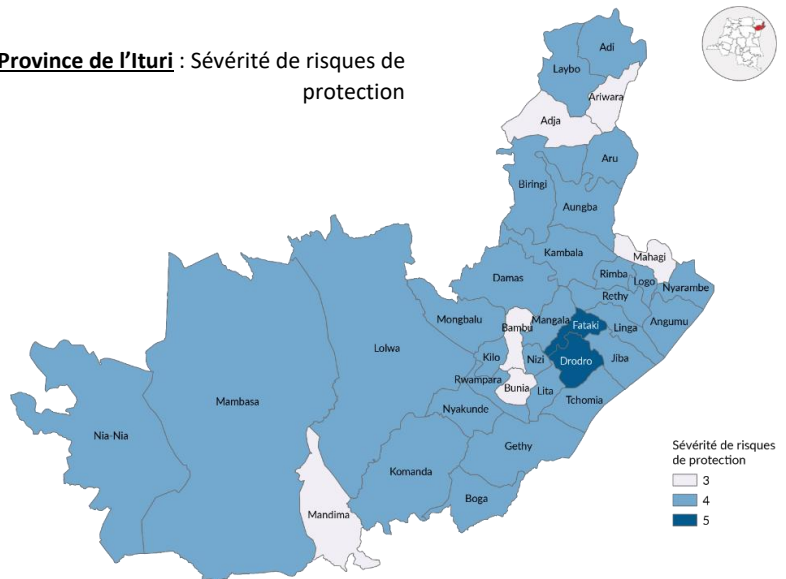 Province de l’Ituri : Sévérité de risques de
protection
Adi
Laybo
Ariwara
Adja
Aru
Biringi
Aungba
Kambala
Mahagi
Damas
Rimba
Logo
Nyarambe
Rethy
Mongbalu
Bambu
Mangala
Fataki
Linga
Angumu
Lolwa
Kilo
Nizi
Drodro
Jiba
Rwampara
Bunia
Lita
Tchomia
Mambasa
Nyakunde
Nia-Nia
Gethy
Komanda
Boga
Mandima
Sévérité de risques
de protection
3
4
5